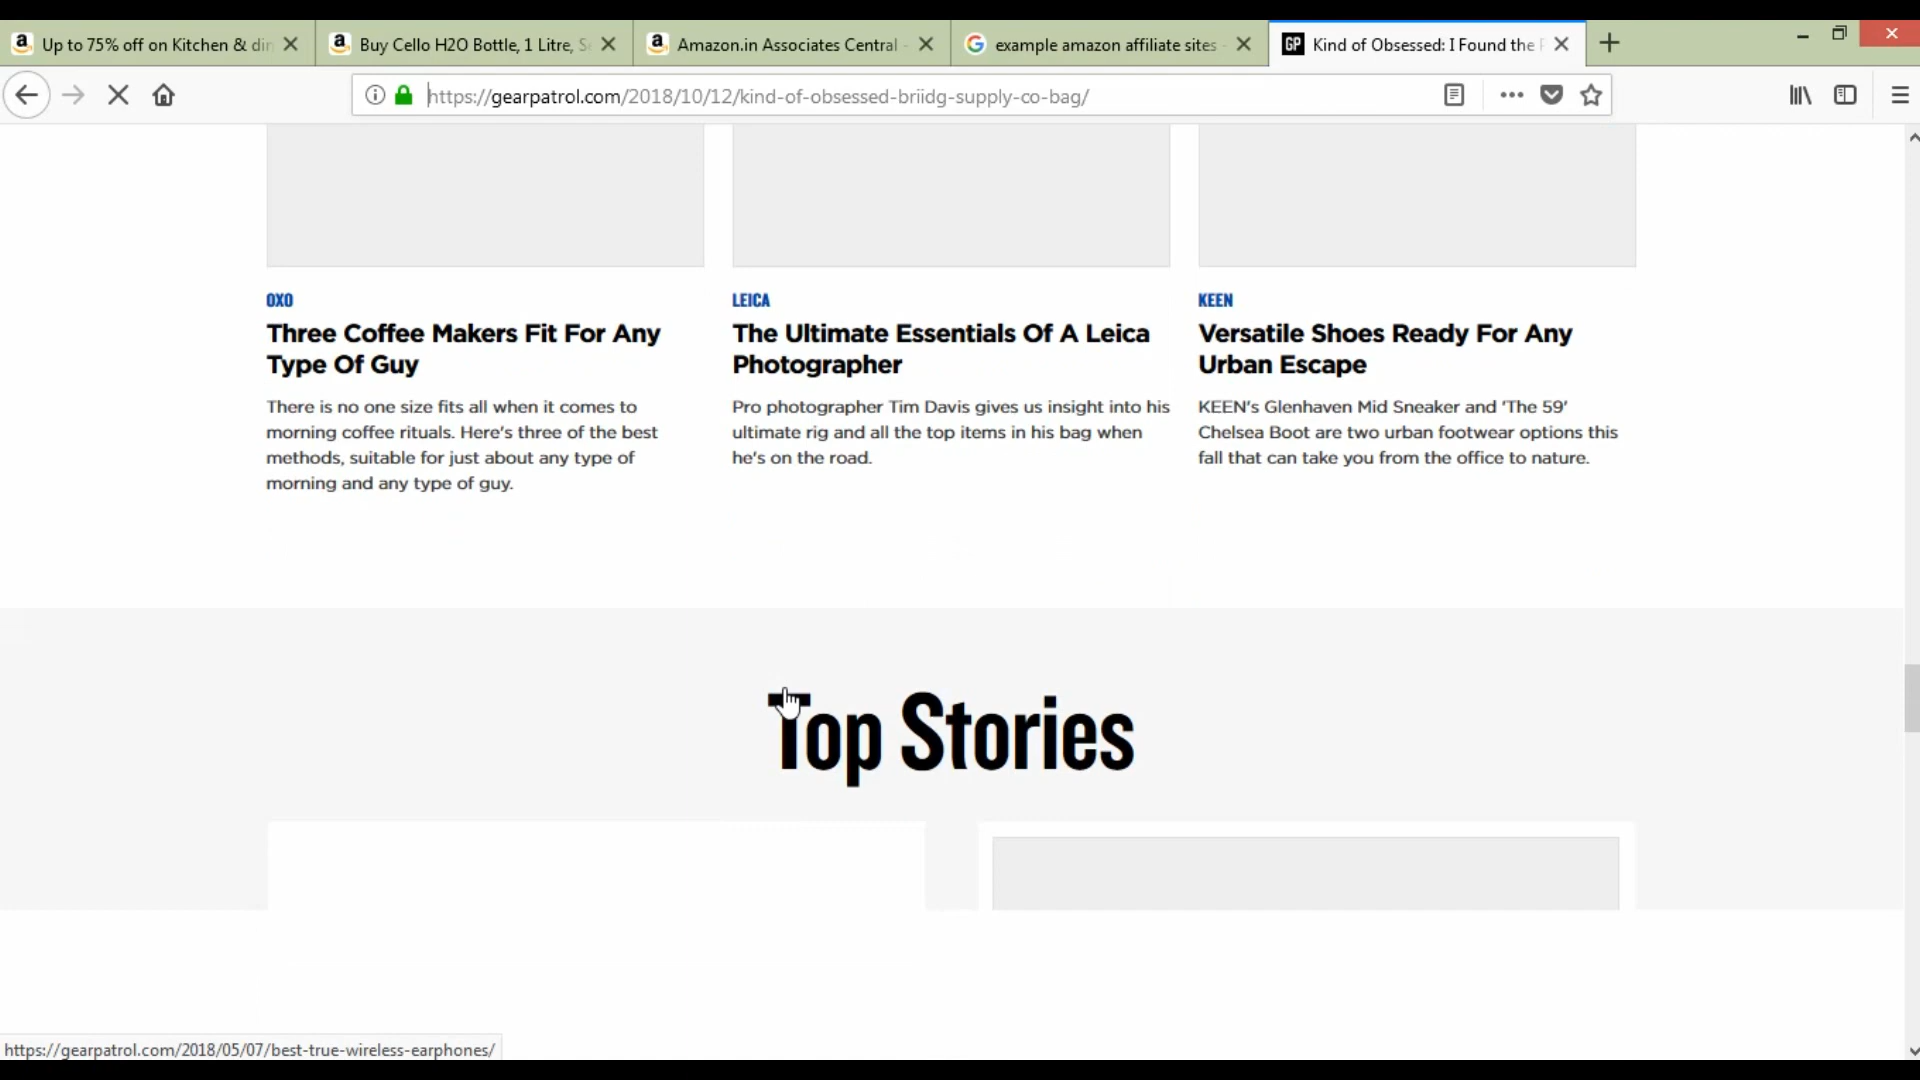 Up to 75% off on Kitchen & din
Buy Cello H2O Bottle, 1 Litre, S
Amazon.in Associates Central -
example amazon affiliate sites -
GP Kind of Obsessed: I Found the
https://gearpatrol.com/2018/10/12/kind-of-obsessed-briidg-supply-co-bag/
OXO
Three Coffee Makers Fit For Any
Type Of Guy
There is no one size fits all when it comes to
morning coffee rituals. Here's three of the best
methods, suitable for just about any type of
morning and any type of guy.
LEICA
The Ultimate Essentials Of A Leica
Photographer
Pro photographer Tim Davis gives us insight into his
ultimate rig and all the top items in his bag when
he's on the road.
KEEN
Versatile Shoes Ready For Any
Urban Escape
KEEN's Glenhaven Mid Sneaker and 'The 59'
Chelsea Boot are two urban footwear options this
fall that can take you from the office to nature.
Top Stories
https://gearpatrol.com/2018/05/07/best-true-wireless-earphones/